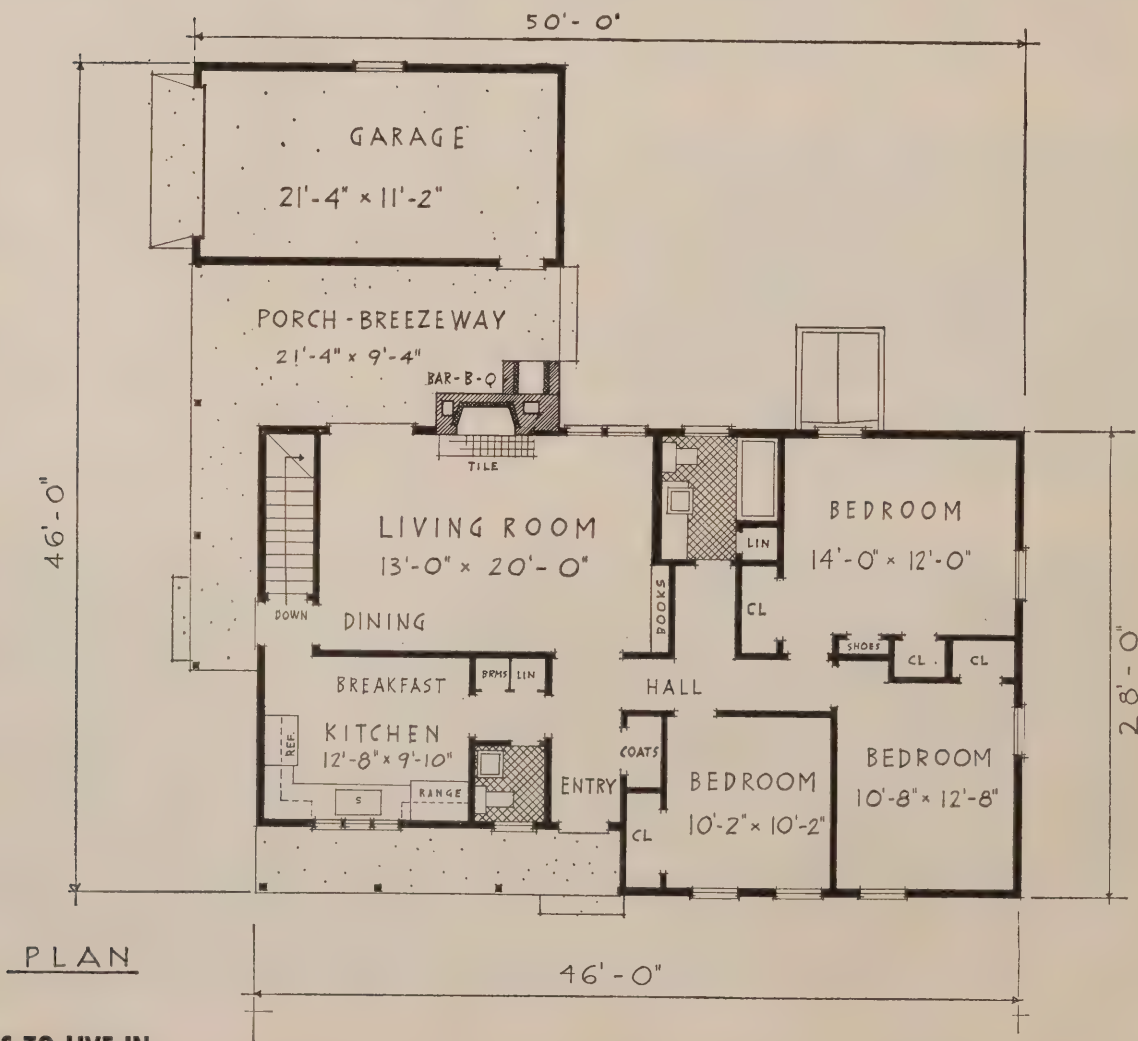 50'-0"
GARAGE
21'-4" × 11'-2"
PORCH-BREEZEWAY
21'-4" × 9'-4"
BAR-B-Q
TILE
46'-0"
LIVING ROOM
13'-0" × 20'-0"
LIN
BEDROOM
14'-0" × 12'-0"
BOOKS
CL
DOWN
DINING
SHOES
CL
CL
28'-0"
BREAKFAST
BRMS
LIN
HALL
KITCHEN
12'-8" × 9'-10"
REF.
S
RANGE
COATS
ENTRY
BEDROOM
10'-2" × 10'-2"
CL
BEDROOM
10'-8" × 12'-8"
PLAN
46'-0"
TO LIVE IN